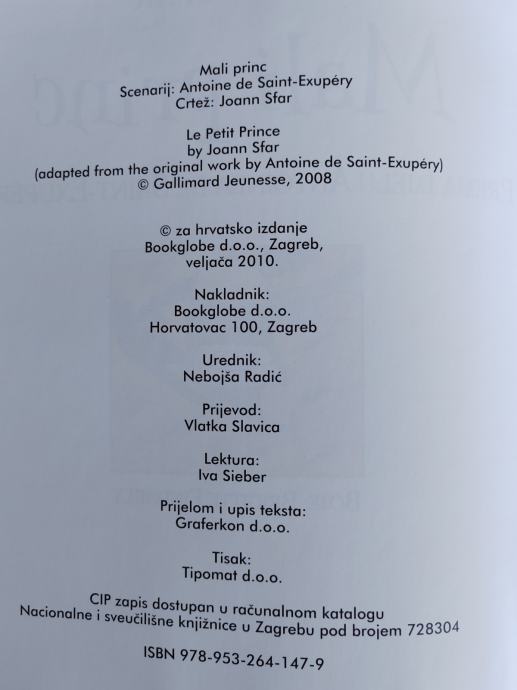 Mali princ
Scenarij: Antoine de Saint-Exupéry
Crtež: Joann Sfar
Le Petit Prince
by Joann Sfar
(adapted from the original work by Antoine de Saint-Exupéry)
© Gallimard Jeunesse, 2008
© za hrvatsko izdanje
Bookglobe d.o.o., Zagreb,
veljača 2010.
Nakladnik:
Bookglobe d.o.o.
Horvatovac 100, Zagreb
Urednik:
Nebojša Radić
Prijevod:
Vlatka Slavica
Lektura:
Iva Sieber
Prijelom i upis teksta:
Graferkon d.o.o.
Tisak:
Tipomat d.o.o.
CIP zapis dostupan u računalnom katalogu
Nacionalne i sveučilišne knjižnice u Zagrebu pod brojem 728304
ISBN 978-953-264-147-9